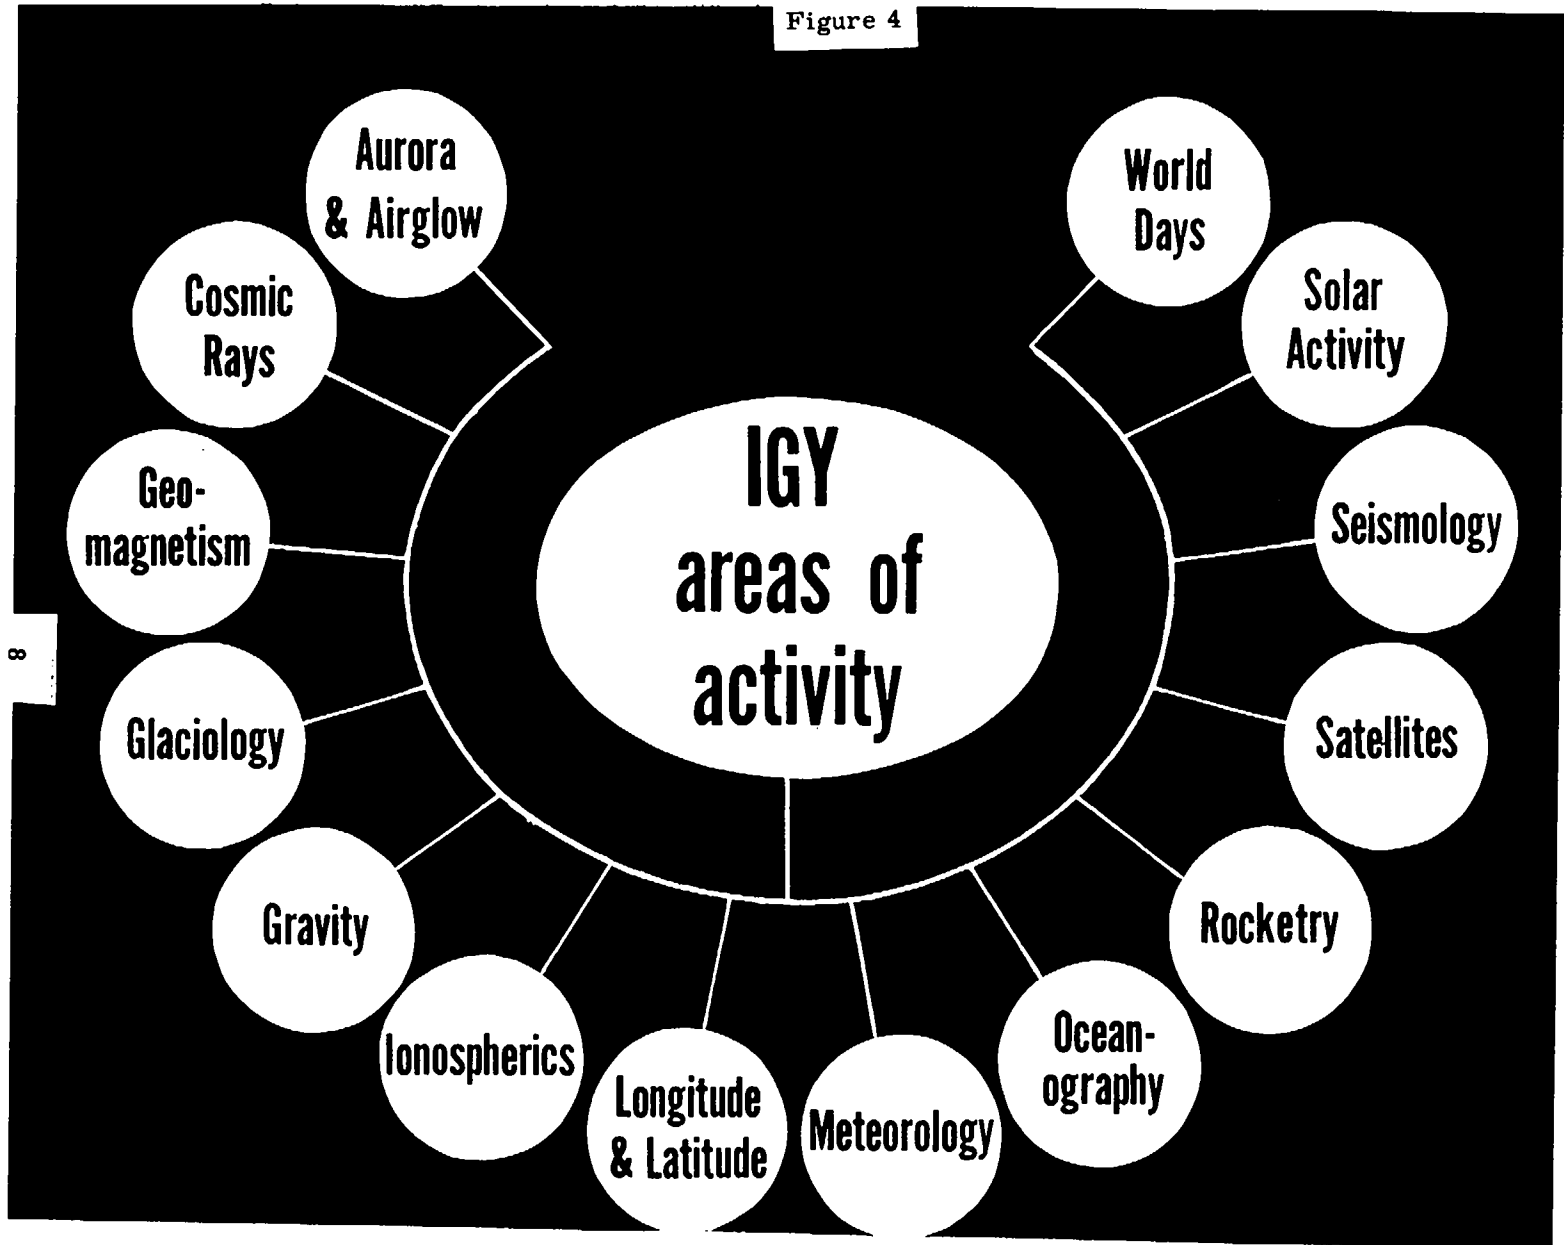 Figure 4
Aurora
& Airglow
Cosmic
Rays
Geo-
magnetism
Glaciology
Gravity
Ionospherics
Longitude
& Latitude
Meteorology
Ocean-
ography
Rocketry
Satellites
Seismology
Solar
Activity
World
Days
IGY
areas of
activity
8